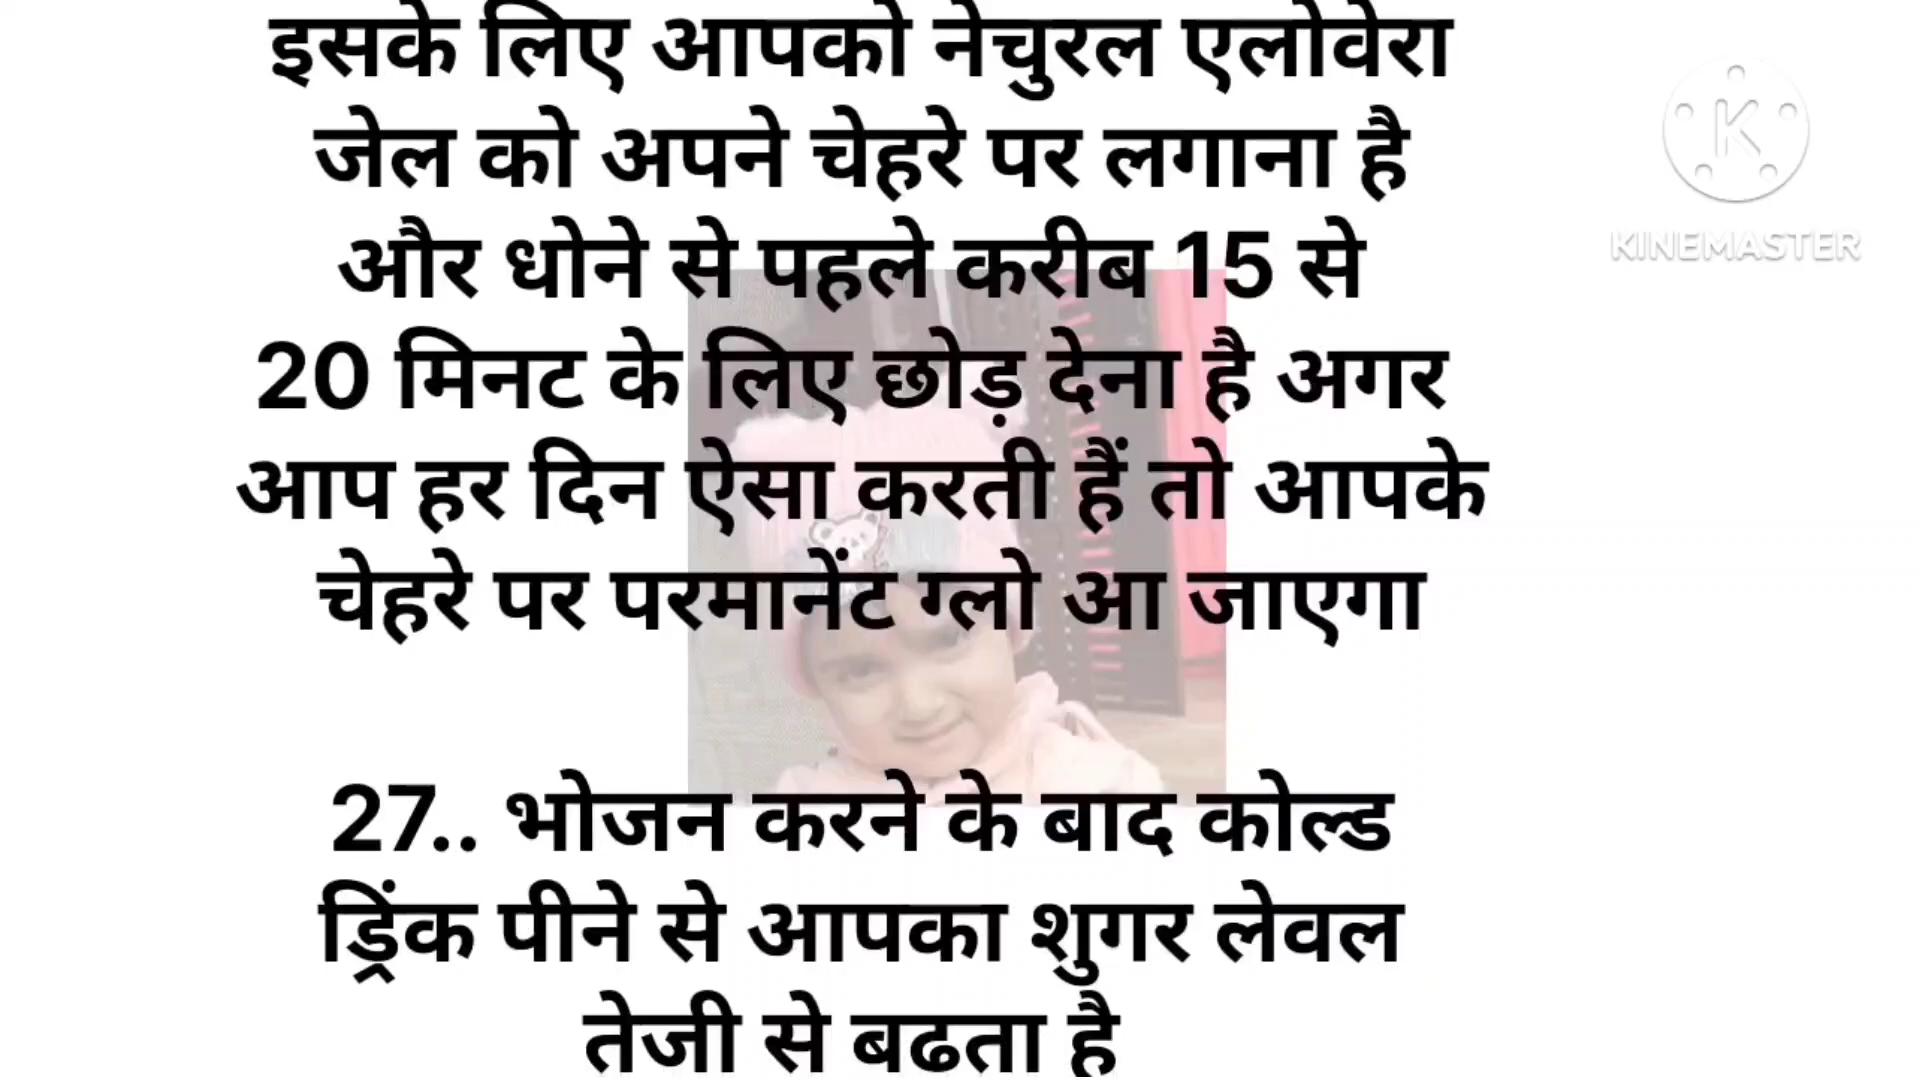 इसके लिए आपको नेचुरल एलोवेरा
जेल को अपने चेहरे पर लगाना है
और धोने से पहले करीब 15 से
20 मिनट के लिए छोड़ देना है अगर
आप हर दिन ऐसा करती हैं तो आपके
चेहरे पर परमानेंट ग्लो आ जाएगा
27.. भोजन करने के बाद कोल्ड
ड्रिंक पीने से आपका शुगर लेवल
तेजी से बढता है
K
KINEMASTER